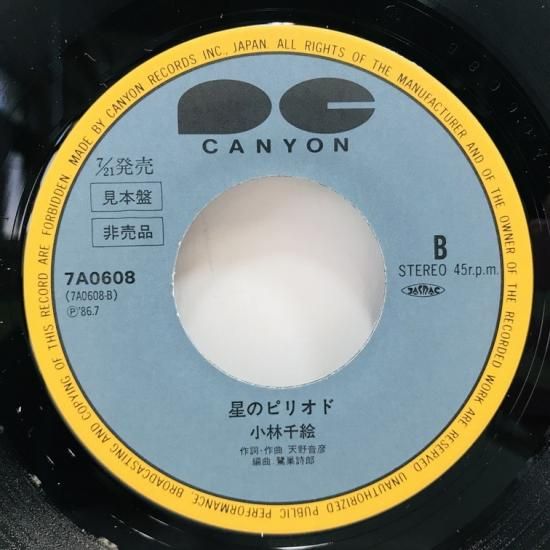 MADE BY CANYON RECORDS INC., JAPAN. ALL RIGHTS OF THE MANUFACTURER AND OF THE OWNER OF THE RECORDED WORK ARE RESERVED. UNAUTHORIZED PUBLIC PERFORMANCE, BROADCASTING AND COPYING OF THIS RECORD ARE FORBIDDEN.
CANYON
7/21発売
見本盤
非売品
7A0608
(7A0608-B)
Ⓟ'86.7
B
STEREO 45r.p.m.
JASRAC
星のピリオド
小林千絵
作詞・作曲 天野音彦
編曲 鷺巣詩郎